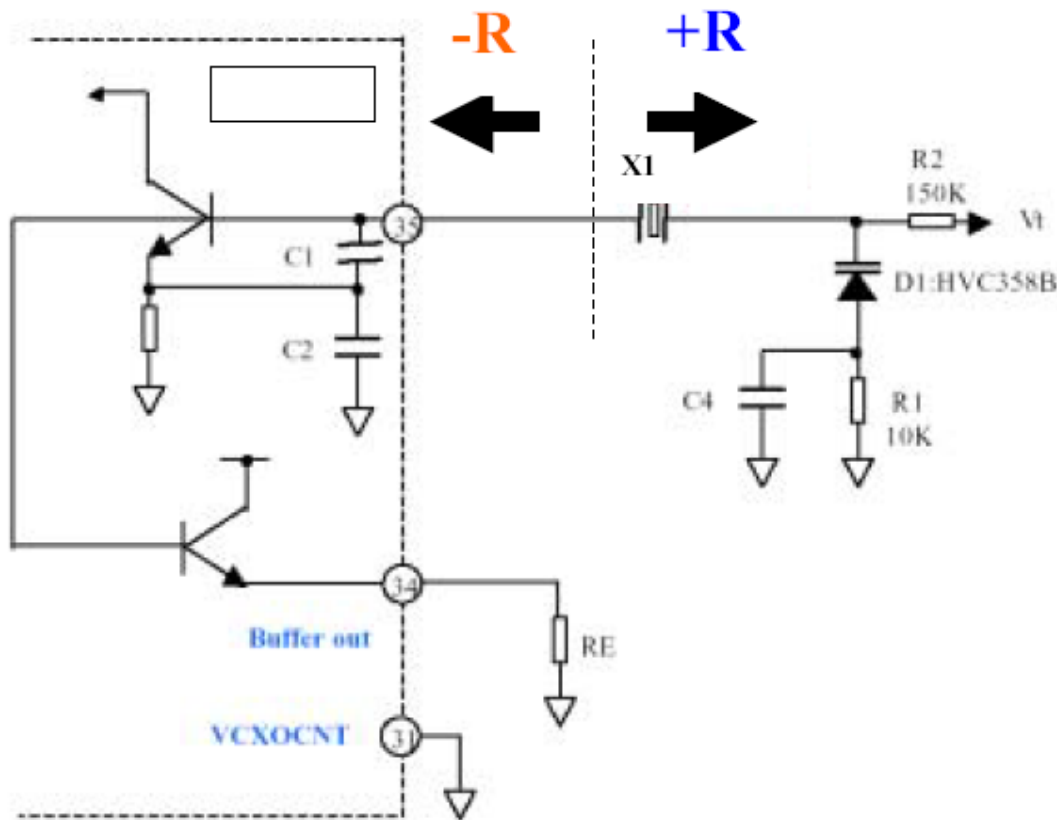 -R
+R
X1
R2
150K
Vt
35
C1
D1:HVC358B
C2
C4
R1
10K
34
Buffer out
RE
VCXOCNT
31